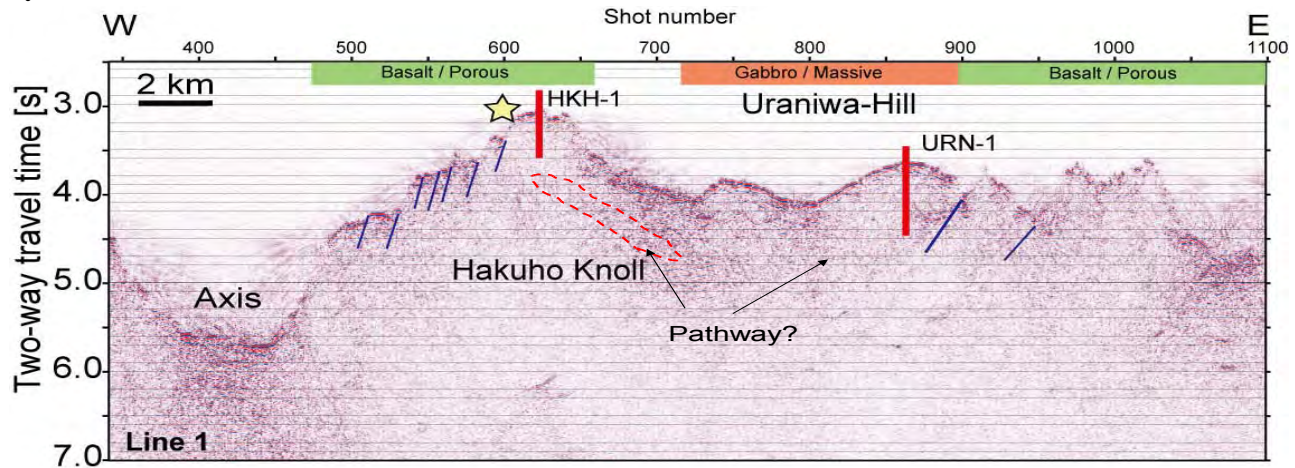 Shot number
W
E
400 500 600 700 800 900 1000 1100
Basalt / Porous
Gabbro / Massive
Basalt / Porous
2 km
HKH-1
Uraniwa-Hill
URN-1
Two-way travel time [s]
3.0
4.0
5.0
6.0
7.0
Hakuho Knoll
Axis
Pathway?
Line 1